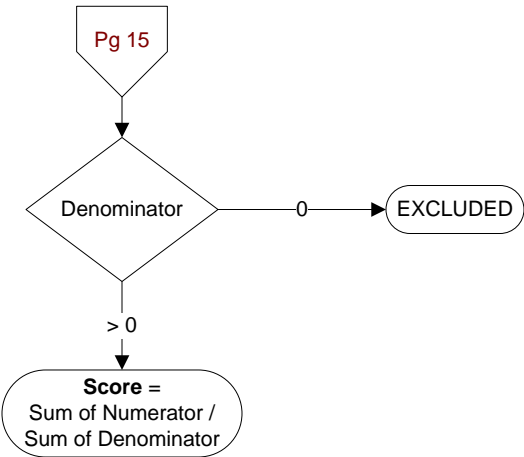 Pg 15
Denominator
0
EXCLUDED
> 0
Score =
Sum of Numerator /
Sum of Denominator